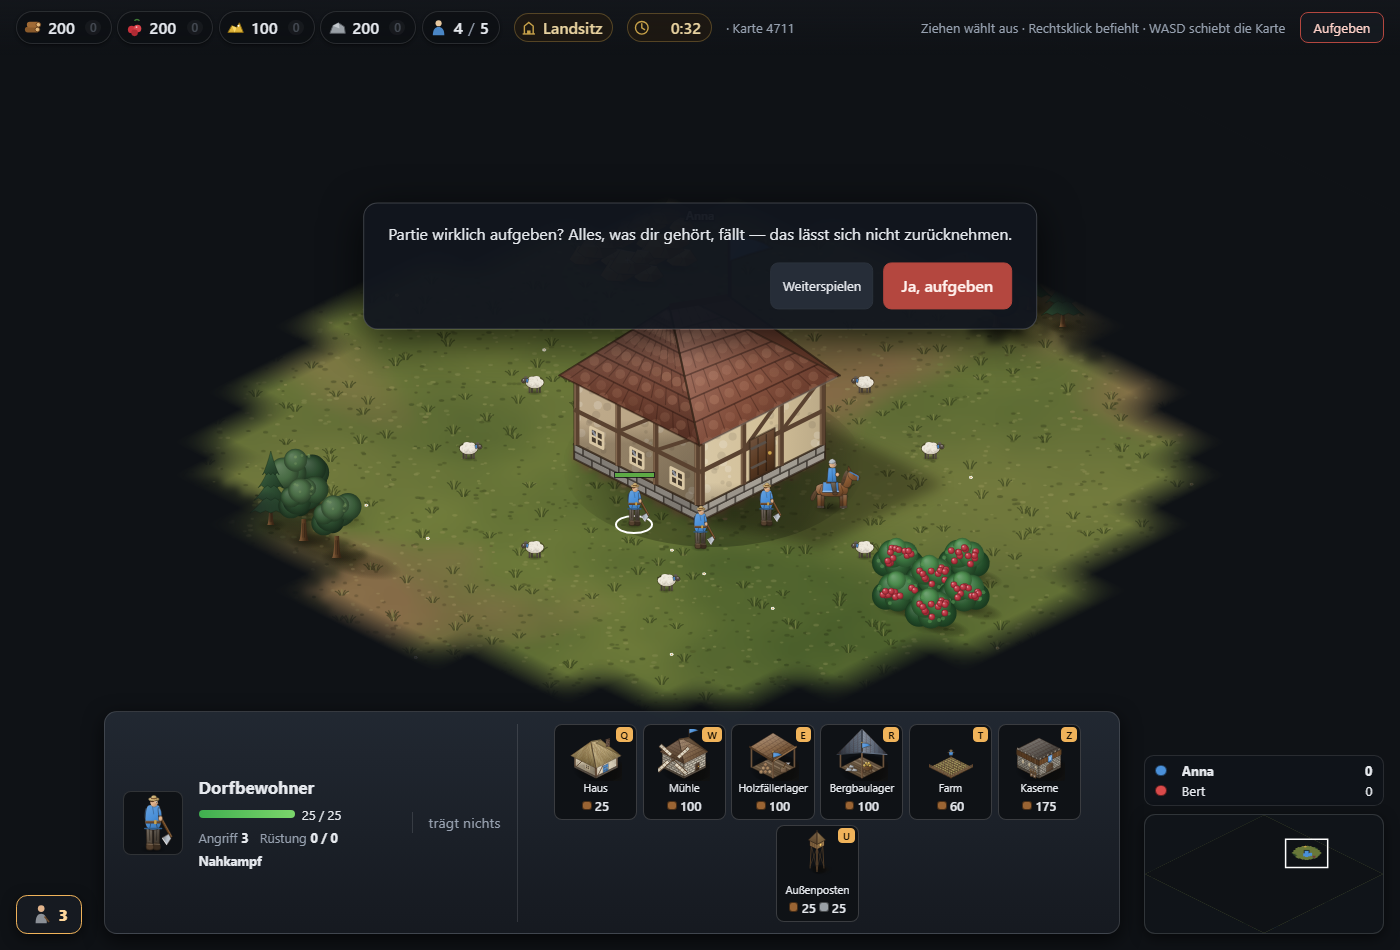 200 0 200 0 100 0 200 0 4 / 5 Landsitz 0:32 · Karte 4711 Ziehen wählt aus · Rechtsklick befiehlt · WASD schiebt die Karte Aufgeben
Anna
Partie wirklich aufgeben? Alles, was dir gehört, fällt — das lässt sich nicht zurücknehmen.
Weiterspielen Ja, aufgeben
Dorfbewohner
25 / 25
Angriff 3 Rüstung 0 / 0
Nahkampf
trägt nichts
Q
Haus
25
W
Mühle
100
E
Holzfällerlager
100
R
Bergbaulager
100
T
Farm
60
Z
Kaserne
175
U
Außenposten
25 25
Anna 0
Bert 0
3